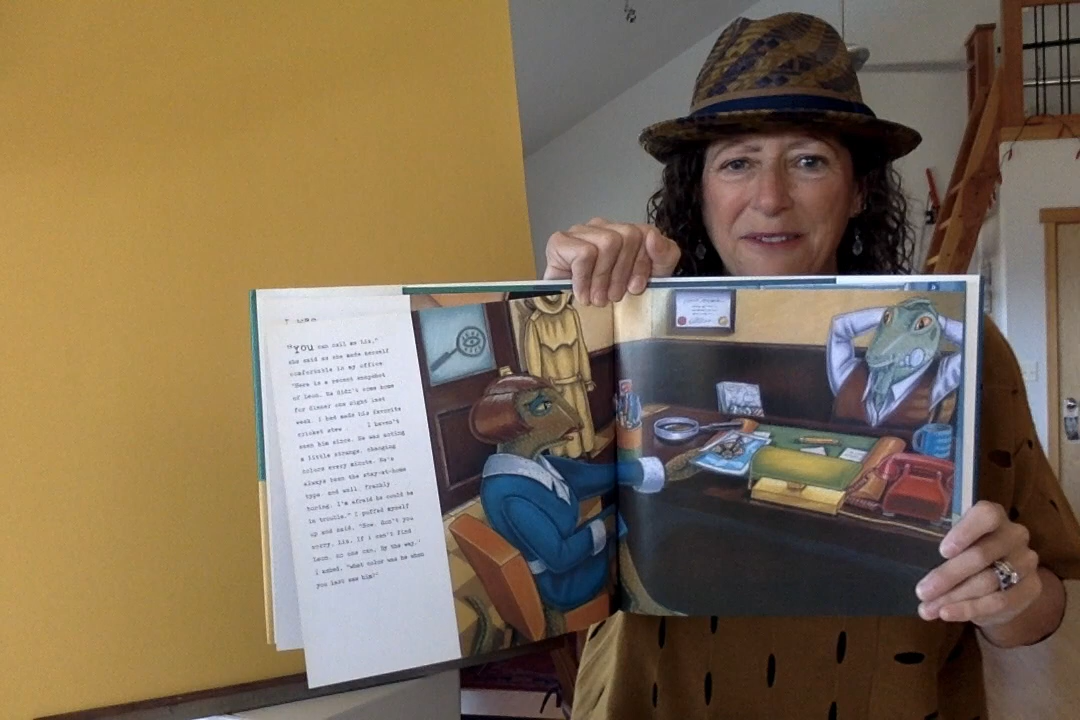 "You can call me Liz,"
she said as she made herself
comfortable in my office.
"Here is a recent snapshot
of Leon. He didn't come home
for dinner one night last
week. I had made his favorite
cricket stew . . . I haven't
seen him since. He was acting
a little strange, changing
colors every minute. He's
always been the stay-at-home
type, and well, frankly
boring. I'm afraid he could be
in trouble." I puffed myself
up and said, "Now, don't you
worry, Liz. If I can't find
Leon, no one can. By the way,"
I asked, "what color was he when
you last saw him?"